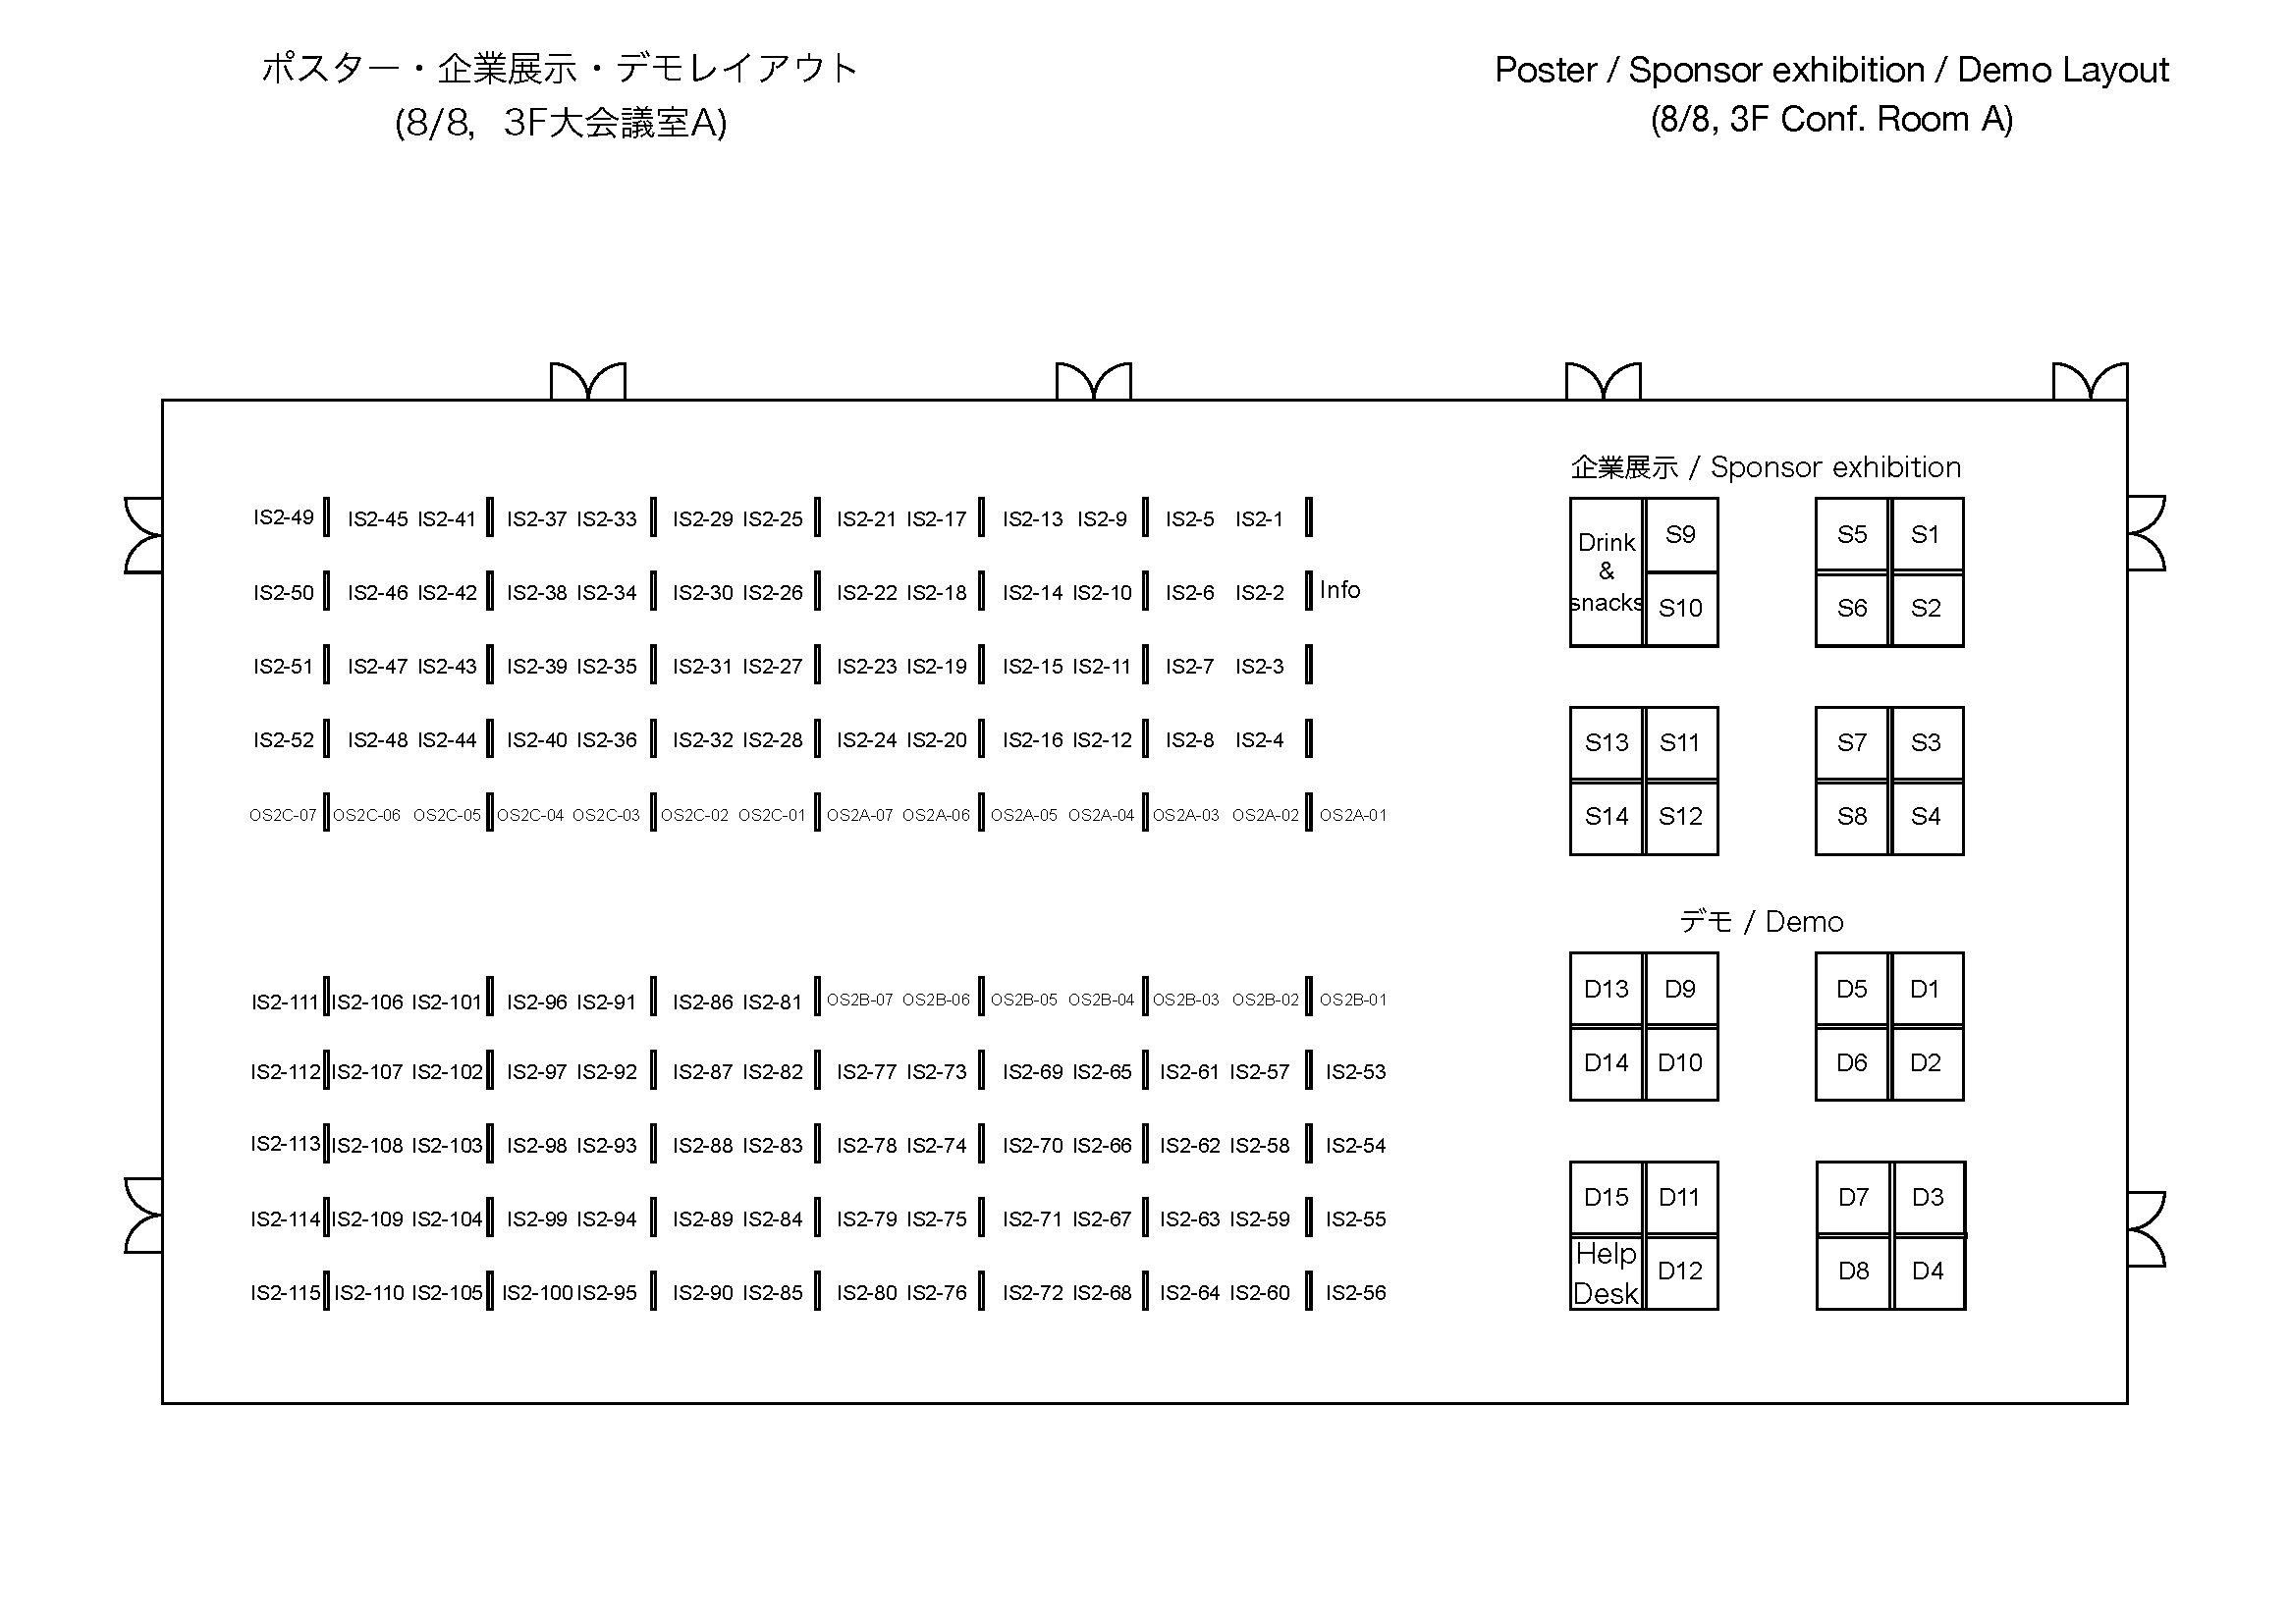 ポスター・企業展示・デモレイアウト
(8/8, 3F大会議室A)
Poster / Sponsor exhibition / Demo Layout
(8/8, 3F Conf. Room A)
IS2-49 IS2-45 IS2-41 IS2-37 IS2-33 IS2-29 IS2-25 IS2-21 IS2-17 IS2-13 IS2-9 IS2-5 IS2-1
IS2-50 IS2-46 IS2-42 IS2-38 IS2-34 IS2-30 IS2-26 IS2-22 IS2-18 IS2-14 IS2-10 IS2-6 IS2-2 Info
IS2-51 IS2-47 IS2-43 IS2-39 IS2-35 IS2-31 IS2-27 IS2-23 IS2-19 IS2-15 IS2-11 IS2-7 IS2-3
IS2-52 IS2-48 IS2-44 IS2-40 IS2-36 IS2-32 IS2-28 IS2-24 IS2-20 IS2-16 IS2-12 IS2-8 IS2-4
OS2C-07 OS2C-06 OS2C-05 OS2C-04 OS2C-03 OS2C-02 OS2C-01 OS2A-07 OS2A-06 OS2A-05 OS2A-04 OS2A-03 OS2A-02 OS2A-01
IS2-111 IS2-106 IS2-101 IS2-96 IS2-91 IS2-86 IS2-81 OS2B-07 OS2B-06 OS2B-05 OS2B-04 OS2B-03 OS2B-02 OS2B-01
IS2-112 IS2-107 IS2-102 IS2-97 IS2-92 IS2-87 IS2-82 IS2-77 IS2-73 IS2-69 IS2-65 IS2-61 IS2-57 IS2-53
IS2-113 IS2-108 IS2-103 IS2-98 IS2-93 IS2-88 IS2-83 IS2-78 IS2-74 IS2-70 IS2-66 IS2-62 IS2-58 IS2-54
IS2-114 IS2-109 IS2-104 IS2-99 IS2-94 IS2-89 IS2-84 IS2-79 IS2-75 IS2-71 IS2-67 IS2-63 IS2-59 IS2-55
IS2-115 IS2-110 IS2-105 IS2-100 IS2-95 IS2-90 IS2-85 IS2-80 IS2-76 IS2-72 IS2-68 IS2-64 IS2-60 IS2-56
企業展示 / Sponsor exhibition
Drink
&
snacks
S9 S5 S1
S10 S6 S2
S13 S11 S7 S3
S14 S12 S8 S4
デモ / Demo
D13 D9 D5 D1
D14 D10 D6 D2
D15 D11 D7 D3
Help
Desk
D12 D8 D4